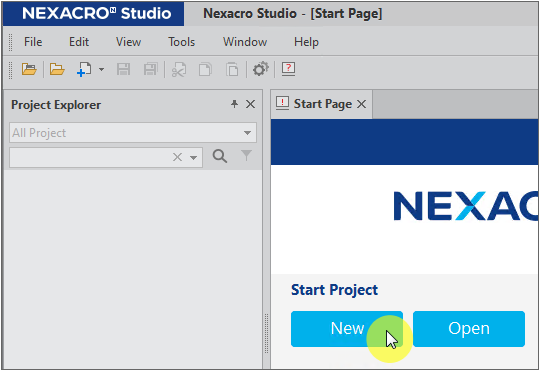 NEXACRO N Studio Nexacro Studio - [Start Page]
File Edit View Tools Window Help
Project Explorer
All Project
Start Page
NEXAC
Start Project
New Open